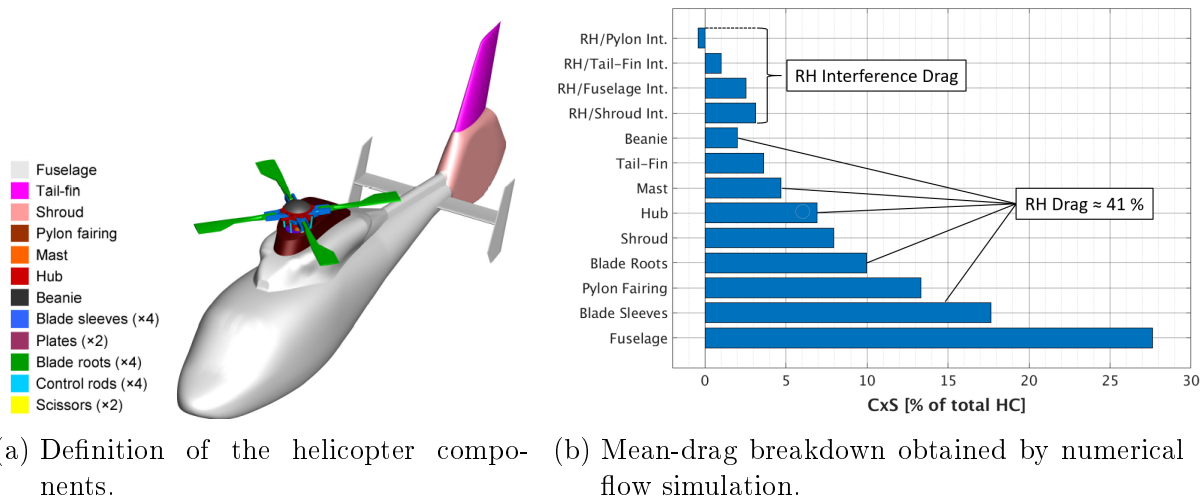 Fuselage
Tail-fin
Shroud
Pylon fairing
Mast
Hub
Beanie
Blade sleeves (×4)
Plates (×2)
Blade roots (×4)
Control rods (×4)
Scissors (×2)
RH/Pylon Int.
RH/Tail-Fin Int.
RH/Fuselage Int.
RH/Shroud Int.
Beanie
Tail-Fin
Mast
Hub
Shroud
Blade Roots
Pylon Fairing
Blade Sleeves
Fuselage
RH Interference Drag
RH Drag ≈ 41 %
0 5 10 15 20 25 30
CxS [% of total HC]
a) Definition of the helicopter compo-
nents.
(b) Mean-drag breakdown obtained by numerical
flow simulation.